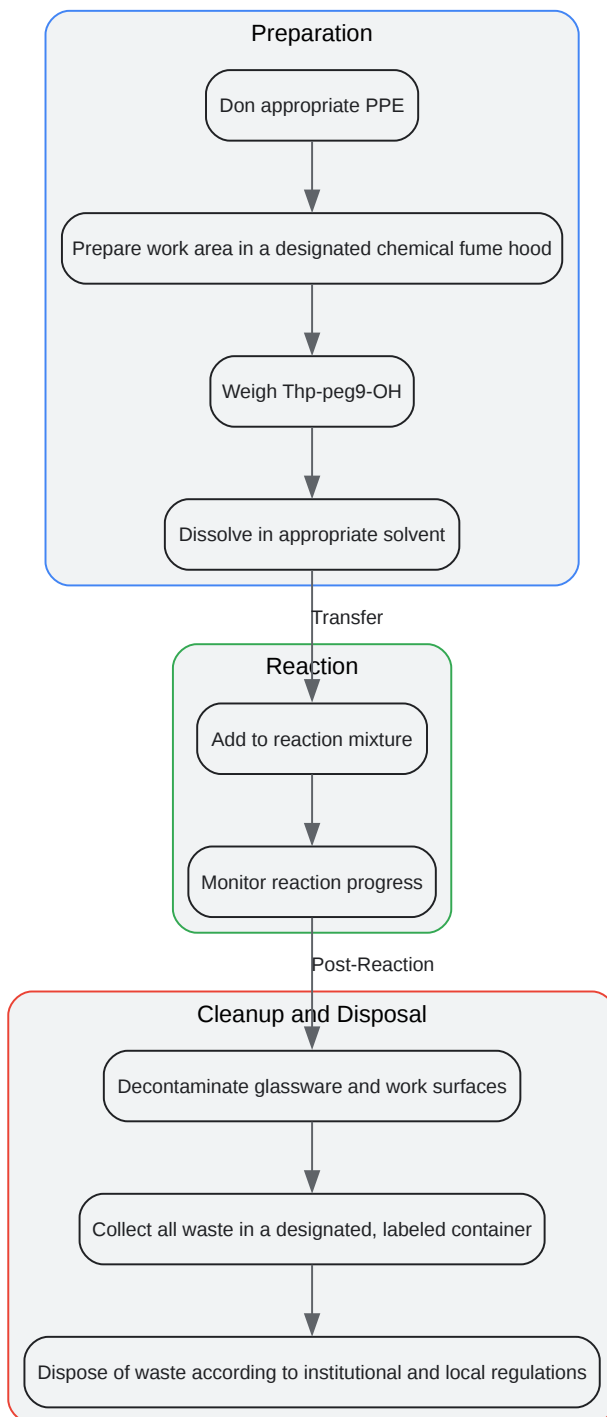 Preparation
Don appropriate PPE
Prepare work area in a designated chemical fume hood
Weigh Thp-peg9-OH
Dissolve in appropriate solvent
Transfer
Reaction
Add to reaction mixture
Monitor reaction progress
Post-Reaction
Cleanup and Disposal
Decontaminate glassware and work surfaces
Collect all waste in a designated, labeled container
Dispose of waste according to institutional and local regulations